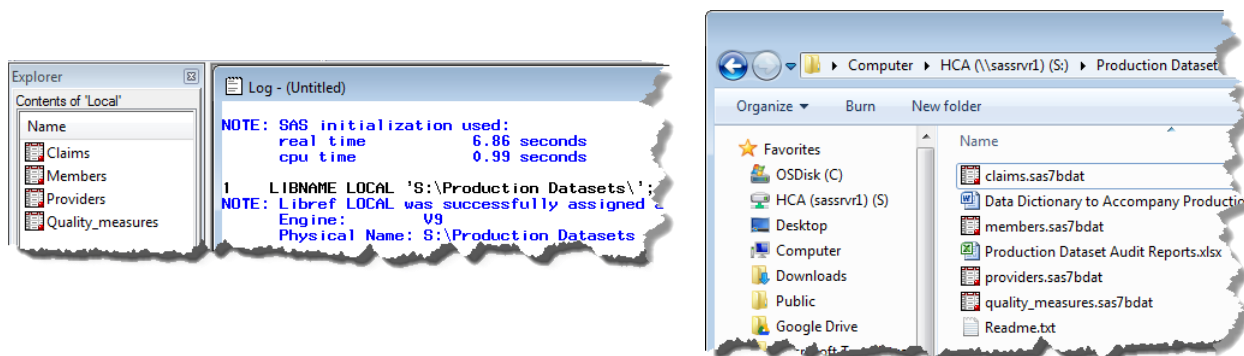 Explorer
Contents of 'Local'
Name
Claims
Members
Providers
Quality_measures
Log - (Untitled)
NOTE: SAS initialization used:
real time 6.86 seconds
cpu time 0.99 seconds
1 LIBNAME LOCAL 'S:\Production Datasets\';
NOTE: Libref LOCAL was successfully assigned
Engine: V9
Physical Name: S:\Production Datasets
Computer HCA (\\sassrvr1) (S:) Production Dataset
Organize Burn New folder
Favorites
OSDisk (C)
HCA (sassrvr1) (S)
Desktop
Computer
Downloads
Public
Google Drive
Name
claims.sas7bdat
Data Dictionary to Accompany Productio
members.sas7bdat
Production Dataset Audit Reports.xlsx
providers.sas7bdat
quality_measures.sas7bdat
Readme.txt